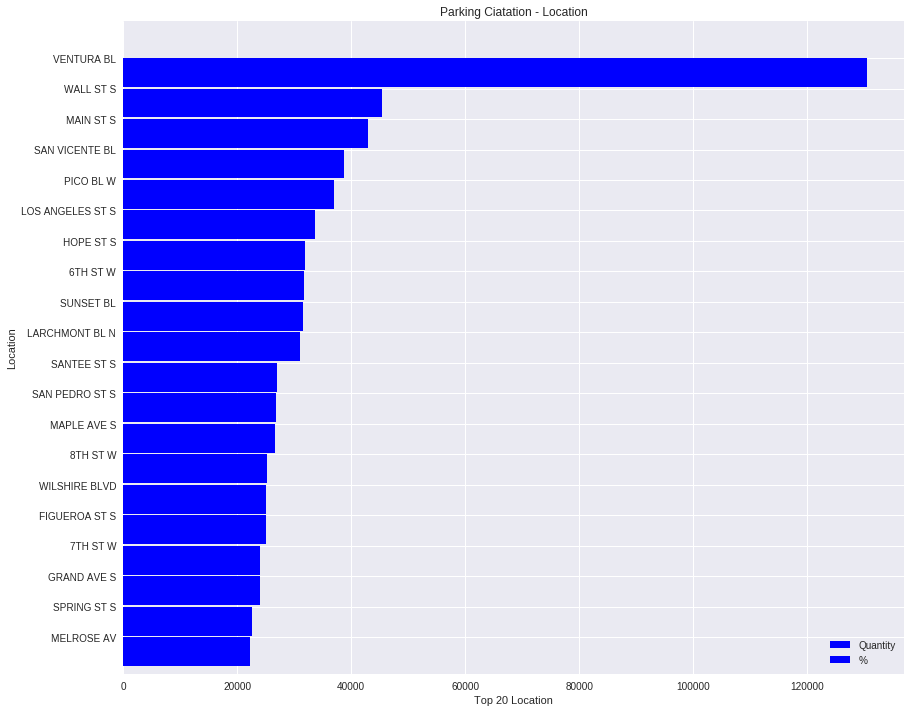 Parking Ciatation - Location
VENTURA BL
WALL ST S
MAIN ST S
SAN VICENTE BL
PICO BL W
LOS ANGELES ST S
HOPE ST S
6TH ST W
SUNSET BL
LARCHMONT BL N
SANTEE ST S
SAN PEDRO ST S
MAPLE AVE S
8TH ST W
WILSHIRE BLVD
FIGUEROA ST S
7TH ST W
GRAND AVE S
SPRING ST S
MELROSE AV
Location
Quantity
%
0 20000 40000 60000 80000 100000 120000
Top 20 Location